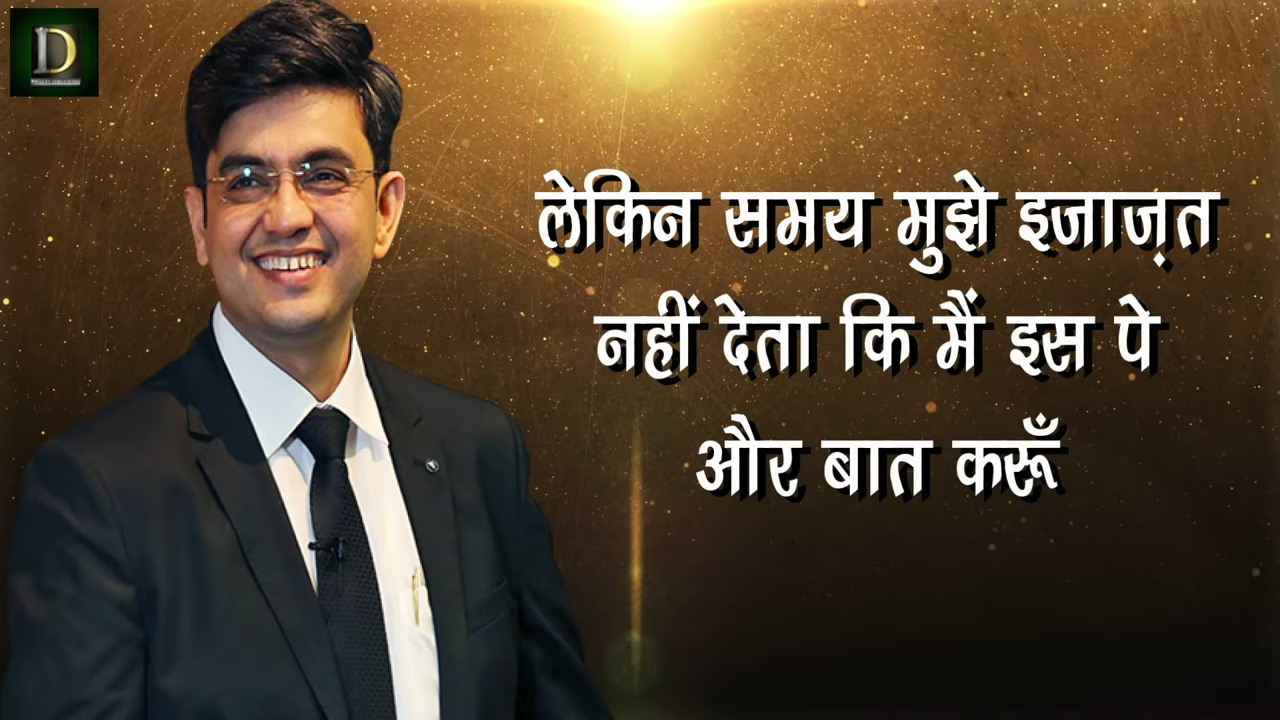 D
लेकिन समय मुझे इजाज़त
नहीं देता कि मैं इस पे
और बात करूँ